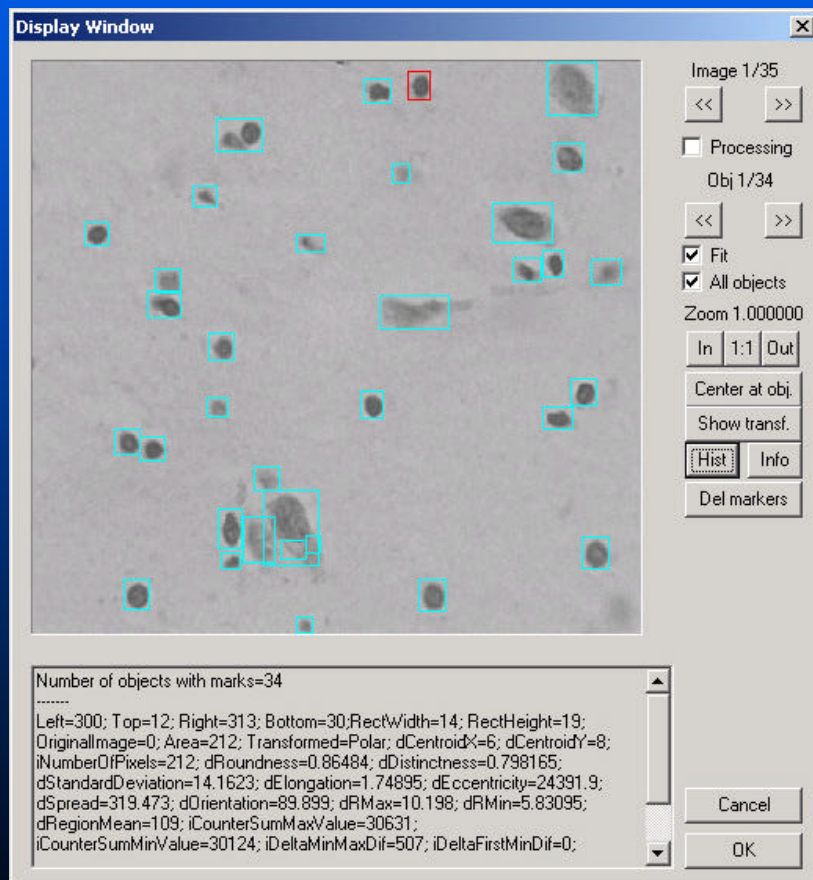 Display Window
Image 1/35
<< >>
Processing
Obj 1/34
<< >>
Fit
All objects
Zoom 1.000000
In 1:1 Out
Center at obj.
Show transf.
Hist Info
Del markers
Number of objects with marks=34
-------
Left=300; Top=12; Right=313; Bottom=30;RectWidth=14; RectHeight=19;
OriginalImage=0; Area=212; Transformed=Polar; dCentroidX=6; dCentroidY=8;
iNumberOfPixels=212; dRoundness=0.86484; dDistinctness=0.798165;
dStandardDeviation=14.1623; dElongation=1.74895; dEccentricity=24391.9;
dSpread=319.473; dOrientation=89.899; dRMax=10.198; dRMin=5.83095;
dRegionMean=109; iCounterSumMaxValue=30631;
iCounterSumMinValue=30124; iDeltaMinMaxDif=507; iDeltaFirstMinDif=0;
Cancel
OK